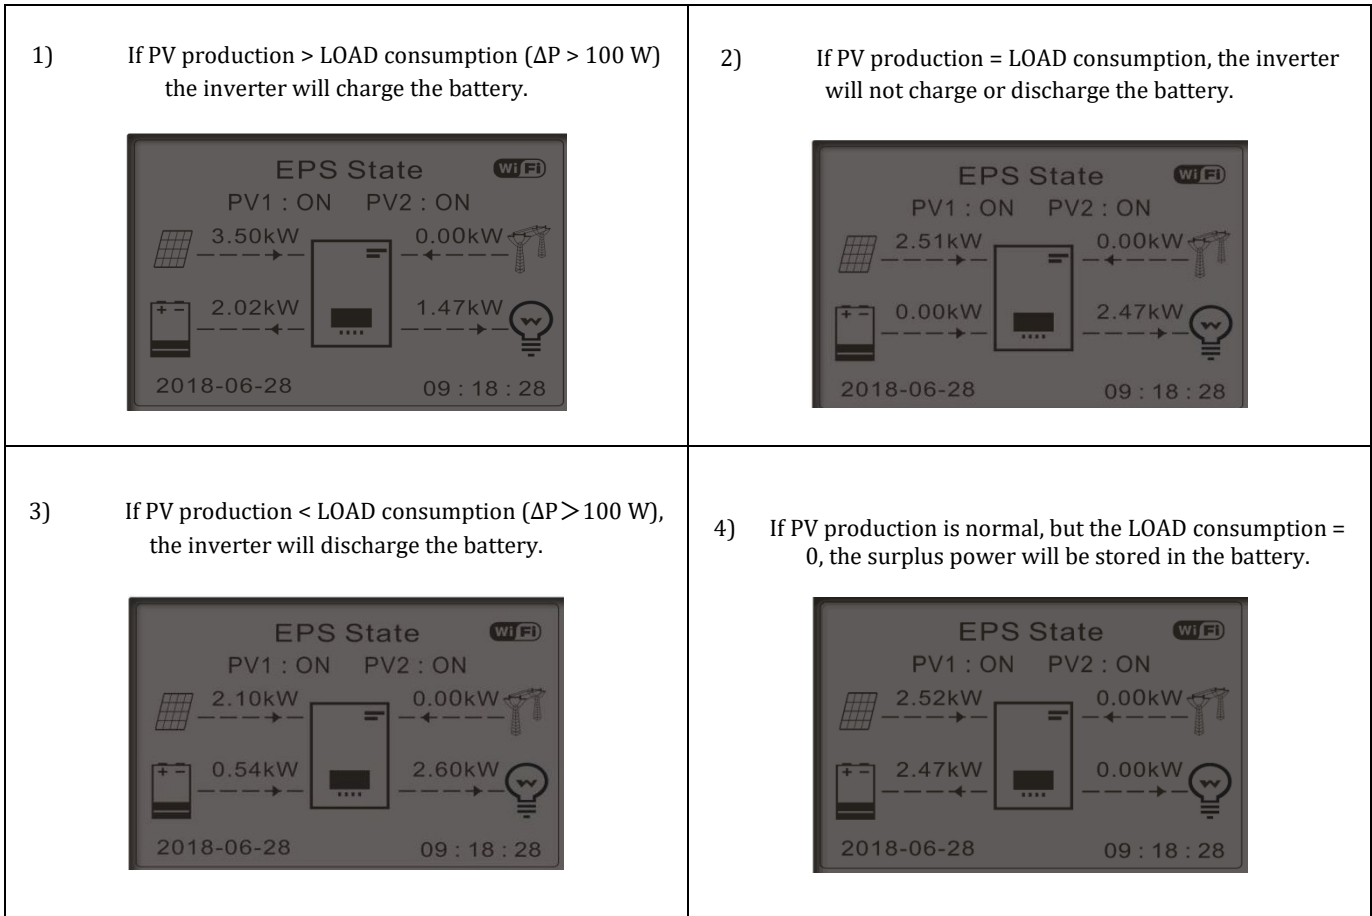 1) If PV production > LOAD consumption (ΔP > 100 W)
the inverter will charge the battery.
EPS State WiFi
PV1 : ON PV2 : ON
3.50kW 0.00kW
2.02kW 1.47kW
2018-06-28 09 : 18 : 28
2) If PV production = LOAD consumption, the inverter
will not charge or discharge the battery.
EPS State WiFi
PV1 : ON PV2 : ON
2.51kW 0.00kW
0.00kW 2.47kW
2018-06-28 09 : 18 : 28
3) If PV production < LOAD consumption (ΔP＞100 W),
the inverter will discharge the battery.
EPS State WiFi
PV1 : ON PV2 : ON
2.10kW 0.00kW
0.54kW 2.60kW
2018-06-28 09 : 18 : 28
4) If PV production is normal, but the LOAD consumption =
0, the surplus power will be stored in the battery.
EPS State WiFi
PV1 : ON PV2 : ON
2.52kW 0.00kW
2.47kW 0.00kW
2018-06-28 09 : 18 : 28